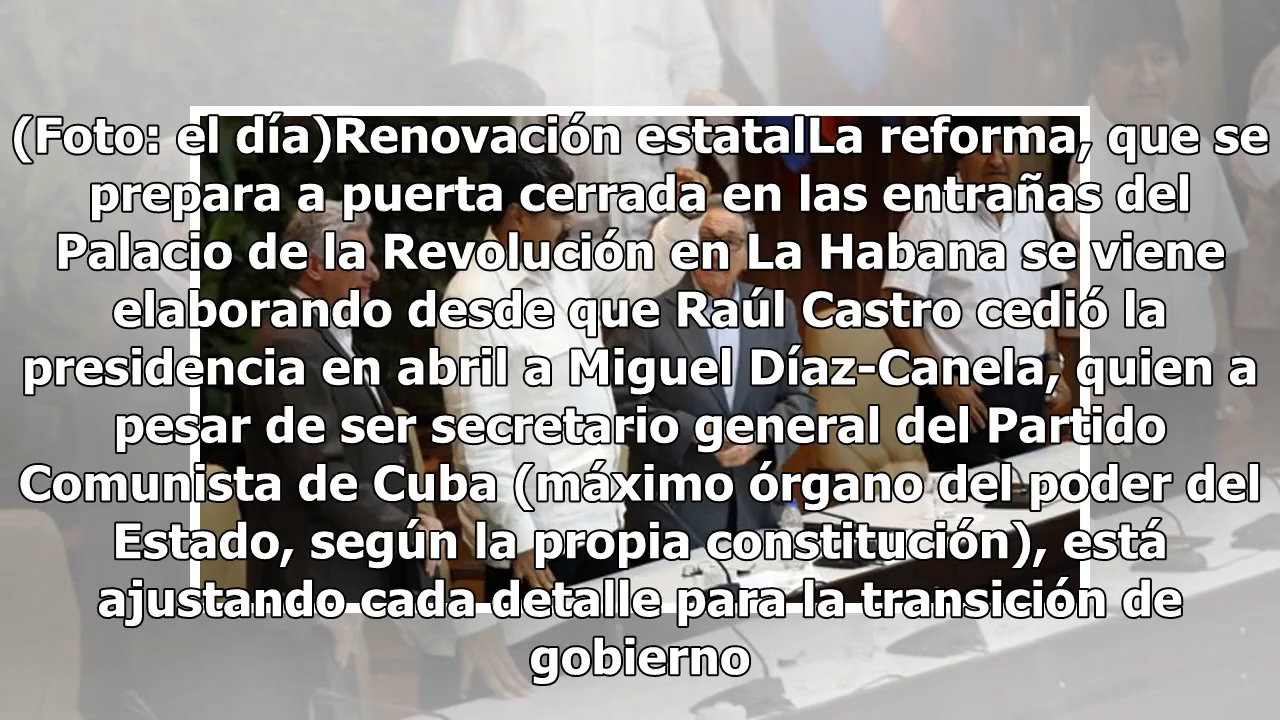 (Foto: el día)Renovación estatalLa reforma, que se
prepara a puerta cerrada en las entrañas del
Palacio de la Revolución en La Habana se viene
elaborando desde que Raúl Castro cedió la
presidencia en abril a Miguel Díaz-Canela, quien a
pesar de ser secretario general del Partido
Comunista de Cuba (máximo órgano del poder del
Estado, según la propia constitución), está
ajustando cada detalle para la transición de
gobierno